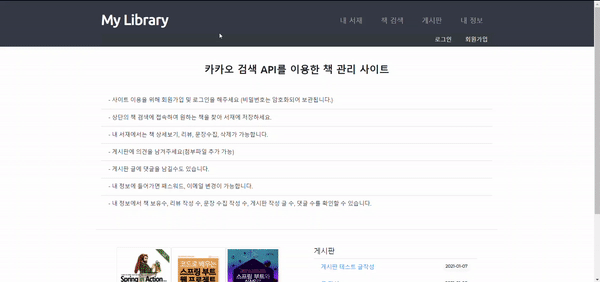 My Library
내 서재 책 검색 게시판 내 정보
로그인 회원가입
카카오 검색 API를 이용한 책 관리 사이트
- 사이트 이용을 위해 회원가입 및 로그인을 해주세요 (비밀번호는 암호화되어 보관됩니다.)
- 상단의 책 검색에 접속하여 원하는 책을 찾아 서재에 저장하세요.
- 내 서재에서는 책 상세보기, 리뷰, 문장수집, 삭제가 가능합니다.
- 게시판에 의견을 남겨주세요(첨부파일 추가 가능)
- 게시판 글에 댓글을 남길수도 있습니다.
- 내 정보에 들어가면 패스워드, 이메일 변경이 가능합니다.
- 내 정보에서 책 보유수, 리뷰 작성 수, 문장 수집 작성 수, 게시판 작성 글 수, 댓글 수를 확인할 수 있습니다.
Spring in Action
코드로 배우는
스프링 부트
웹 프로젝트
스프링 부트
게시판
게시판 테스트 글작성 2021-01-07